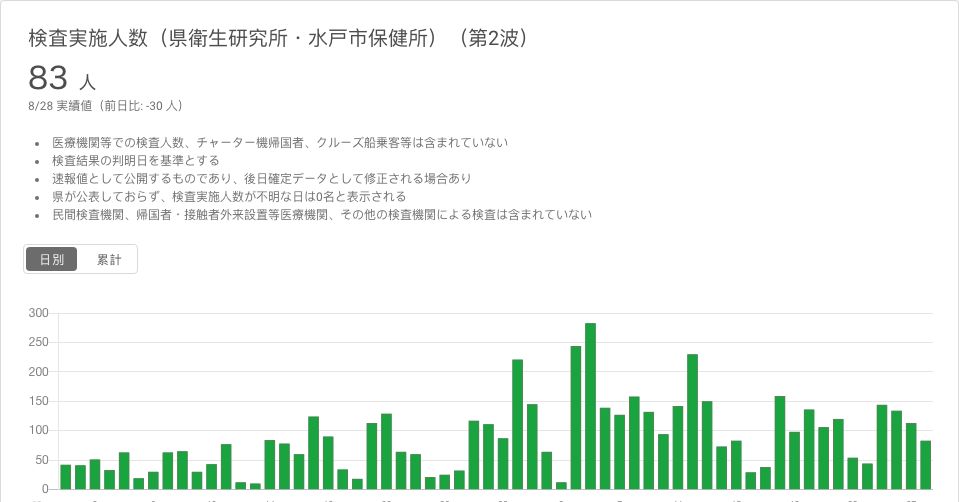 検査実施人数（県衛生研究所・水戸市保健所）（第2波）
83 人
8/28 実績値（前日比: -30 人）
医療機関等での検査人数、チャーター機帰国者、クルーズ船乗客等は含まれていない
検査結果の判明日を基準とする
速報値として公開するものであり、後日確定データとして修正される場合あり
県が公表しておらず、検査実施人数が不明な日は0名と表示される
民間検査機関、帰国者・接触者外来設置等医療機関、その他の検査機関による検査は含まれていない
日別 累計
300
250
200
150
100
50
0